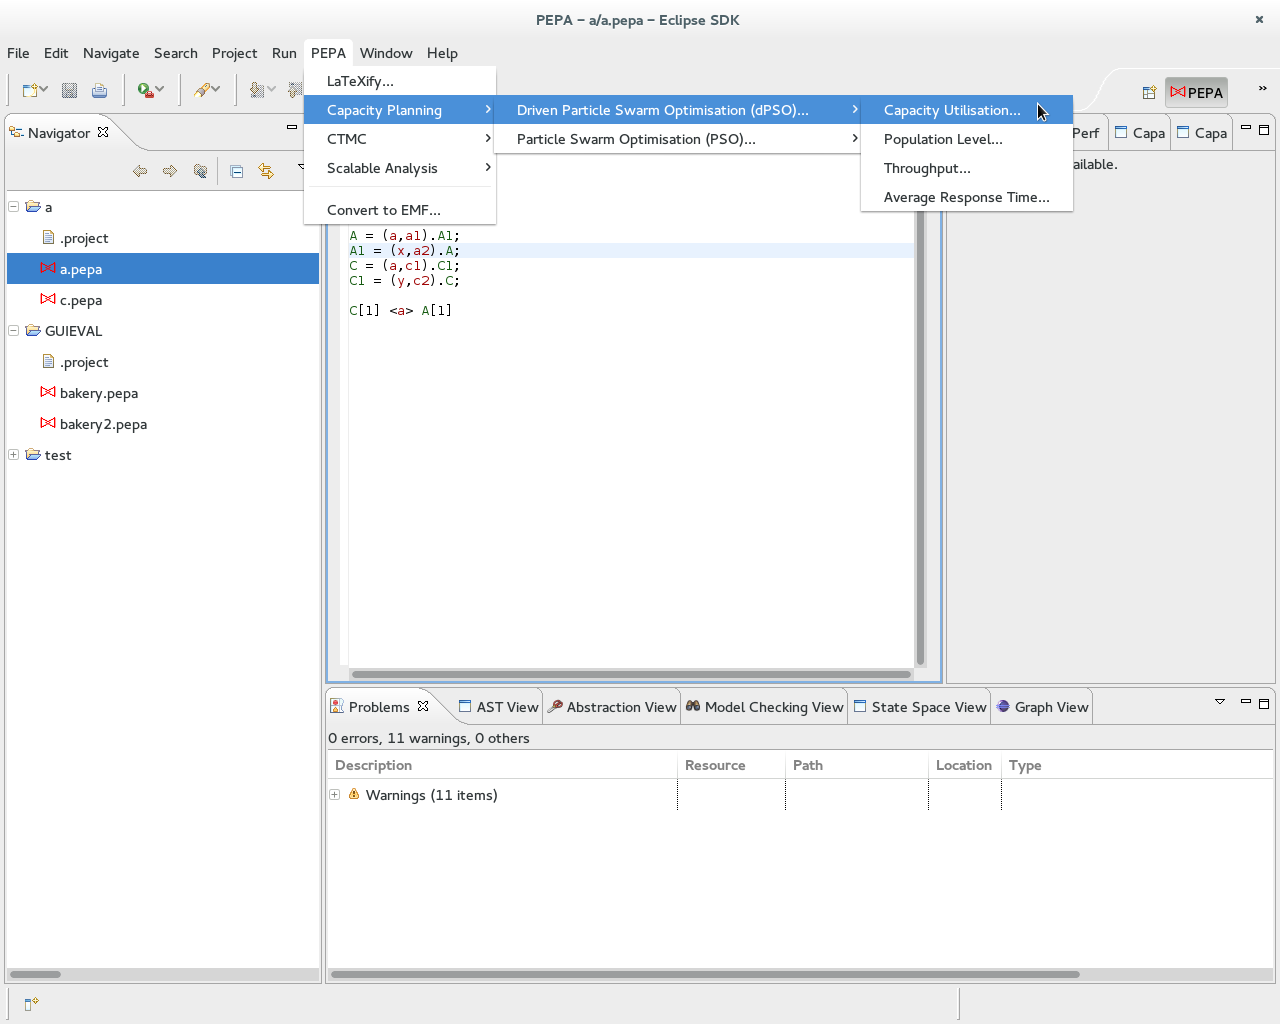 PEPA – a/a.pepa – Eclipse SDK
File Edit Navigate Search Project Run PEPA Window Help
LaTeXify...
Capacity Planning
CTMC
Scalable Analysis
Convert to EMF...
Driven Particle Swarm Optimisation (dPSO)...
Particle Swarm Optimisation (PSO)...
Capacity Utilisation...
Population Level...
Throughput...
Average Response Time...
PEPA
Navigator
a
.project
a.pepa
c.pepa
GUIEVAL
.project
bakery.pepa
bakery2.pepa
test
A = (a,a1).A1;
A1 = (x,a2).A;
C = (a,c1).C1;
C1 = (y,c2).C;
C[1] <a> A[1]
Perf Capa Capa
ailable.
Problems AST View Abstraction View Model Checking View State Space View Graph View
0 errors, 11 warnings, 0 others
Description Resource Path Location Type
Warnings (11 items)